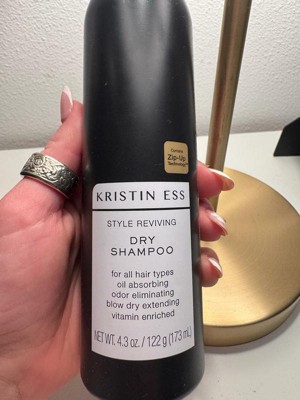 Contains
Zip-Up
Technology™
KRISTIN ESS
STYLE REVIVING
DRY
SHAMPOO
for all hair types
oil absorbing
odor eliminating
blow dry extending
vitamin enriched
NET WT. 4.3 oz. / 122 g (173 mL)